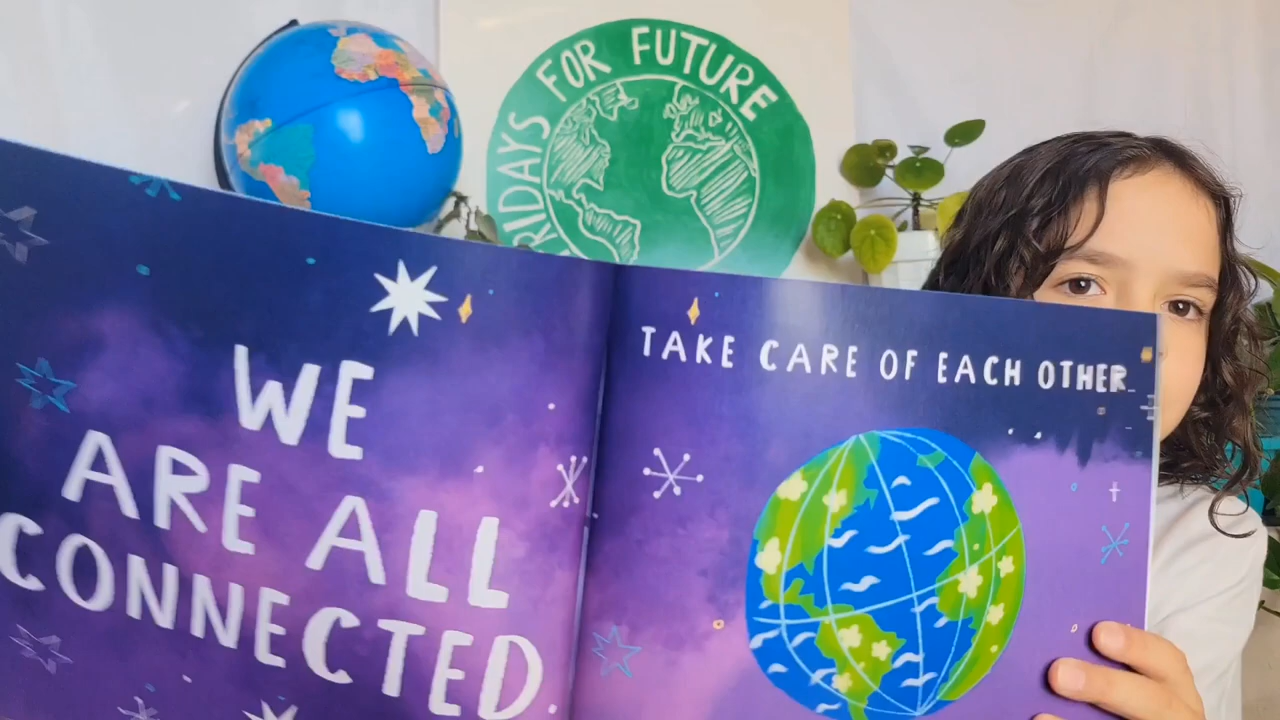 FRIDAYS FOR FUTURE
WE
ARE ALL
CONNECTED.
TAKE CARE OF EACH OTHER